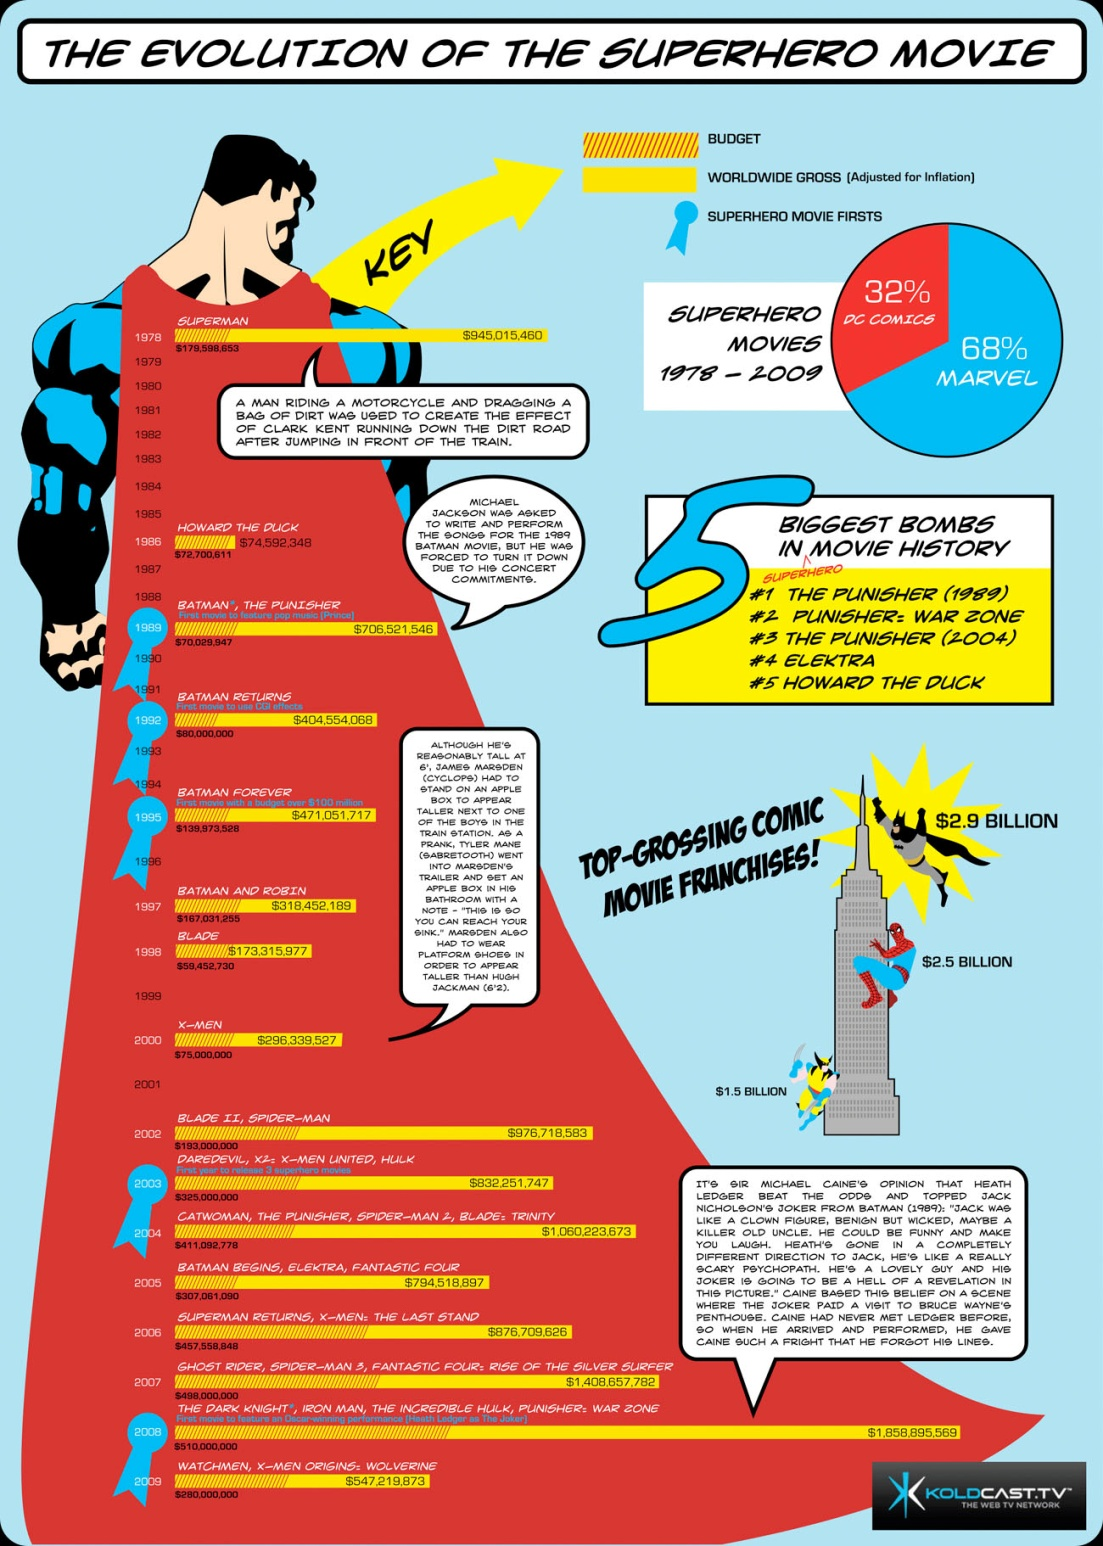 THE EVOLUTION OF THE SUPERHERO MOVIE
BUDGET
WORLDWIDE GROSS (Adjusted for Inflation)
SUPERHERO MOVIE FIRSTS
KEY
SUPERHERO
MOVIES
1978 – 2009
32%
DC COMICS
68%
MARVEL
SUPERMAN
1978
$945,015,460
$179,598,653
1979
1980
1981
1982
1983
1984
1985
A MAN RIDING A MOTORCYCLE AND DRAGGING A
BAG OF DIRT WAS USED TO CREATE THE EFFECT
OF CLARK KENT RUNNING DOWN THE DIRT ROAD
AFTER JUMPING IN FRONT OF THE TRAIN.
HOWARD THE DUCK
1986
$74,592,348
$72,700,611
1987
1988
MICHAEL
JACKSON WAS ASKED
TO WRITE AND PERFORM
THE SONGS FOR THE 1989
BATMAN MOVIE, BUT HE WAS
FORCED TO TURN IT DOWN
DUE TO HIS CONCERT
COMMITMENTS.
5
BIGGEST BOMBS
IN MOVIE HISTORY
SUPERHERO
#1 THE PUNISHER (1989)
#2 PUNISHER: WAR ZONE
#3 THE PUNISHER (2004)
#4 ELEKTRA
#5 HOWARD THE DUCK
BATMAN*, THE PUNISHER
First movie to feature pop music (Prince)
1989
$706,521,546
$70,029,947
1990
1991
BATMAN RETURNS
First movie to use CGI effects
1992
$404,554,068
$80,000,000
1993
1994
BATMAN FOREVER
First movie with a budget over $100 million
1995
$471,051,717
$139,973,528
1996
BATMAN AND ROBIN
1997
$318,452,189
$167,031,255
BLADE
1998
$173,315,977
$59,452,730
1999
X-MEN
2000
$296,339,527
$75,000,000
2001
ALTHOUGH HE'S
REASONABLY TALL AT
6', JAMES MARSDEN
(CYCLOPS) HAD TO
STAND ON AN APPLE
BOX TO APPEAR
TALLER NEXT TO ONE
OF THE BOYS IN THE
TRAIN STATION. AS A
PRANK, TYLER MANE
(SABRETOOTH) WENT
INTO MARSDEN'S
TRAILER AND SET AN
APPLE BOX IN HIS
BATHROOM WITH A
NOTE - "THIS IS SO
YOU CAN REACH YOUR
SINK." MARSDEN ALSO
HAD TO WEAR
PLATFORM SHOES IN
ORDER TO APPEAR
TALLER THAN HUGH
JACKMAN (6'2).
TOP-GROSSING COMIC
MOVIE FRANCHISES!
$2.9 BILLION
$2.5 BILLION
$1.5 BILLION
BLADE II, SPIDER-MAN
2002
$976,718,583
$193,000,000
DAREDEVIL, X2: X-MEN UNITED, HULK
First year to release 3 superhero movies
2003
$832,251,747
$325,000,000
CATWOMAN, THE PUNISHER, SPIDER-MAN 2, BLADE: TRINITY
2004
$1,060,223,673
$411,092,778
BATMAN BEGINS, ELEKTRA, FANTASTIC FOUR
2005
$794,518,897
$307,061,090
SUPERMAN RETURNS, X-MEN: THE LAST STAND
2006
$876,709,626
$457,558,848
GHOST RIDER, SPIDER-MAN 3, FANTASTIC FOUR: RISE OF THE SILVER SURFER
2007
$1,408,657,782
$498,000,000
THE DARK KNIGHT*, IRON MAN, THE INCREDIBLE HULK, PUNISHER: WAR ZONE
First movie to feature an Oscar-winning performance (Heath Ledger as The Joker)
2008
$1,858,895,569
$510,000,000
WATCHMEN, X-MEN ORIGINS: WOLVERINE
2009
$547,219,873
$280,000,000
IT'S SIR MICHAEL CAINE'S OPINION THAT HEATH
LEDGER BEAT THE ODDS AND TOPPED JACK
NICHOLSON'S JOKER FROM BATMAN (1989): "JACK WAS
LIKE A CLOWN FIGURE, BENIGN BUT WICKED, MAYBE A
KILLER OLD UNCLE. HE COULD BE FUNNY AND MAKE
YOU LAUGH. HEATH'S GONE IN A COMPLETELY
DIFFERENT DIRECTION TO JACK, HE'S LIKE A REALLY
SCARY PSYCHOPATH. HE'S A LOVELY GUY AND HIS
JOKER IS GOING TO BE A HELL OF A REVELATION IN
THIS PICTURE." CAINE BASED THIS BELIEF ON A SCENE
WHERE THE JOKER PAID A VISIT TO BRUCE WAYNE'S
PENTHOUSE. CAINE HAD NEVER MET LEDGER BEFORE,
SO WHEN HE ARRIVED AND PERFORMED, HE GAVE
CAINE SUCH A FRIGHT THAT HE FORGOT HIS LINES.
KOLDCAST.TV™
THE WEB TV NETWORK